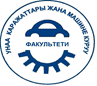 УНАА КАРАЖАТТАРЫ ЖАНА МАШИНЕ КУРУУ
ФАКУЛЬТЕТИ